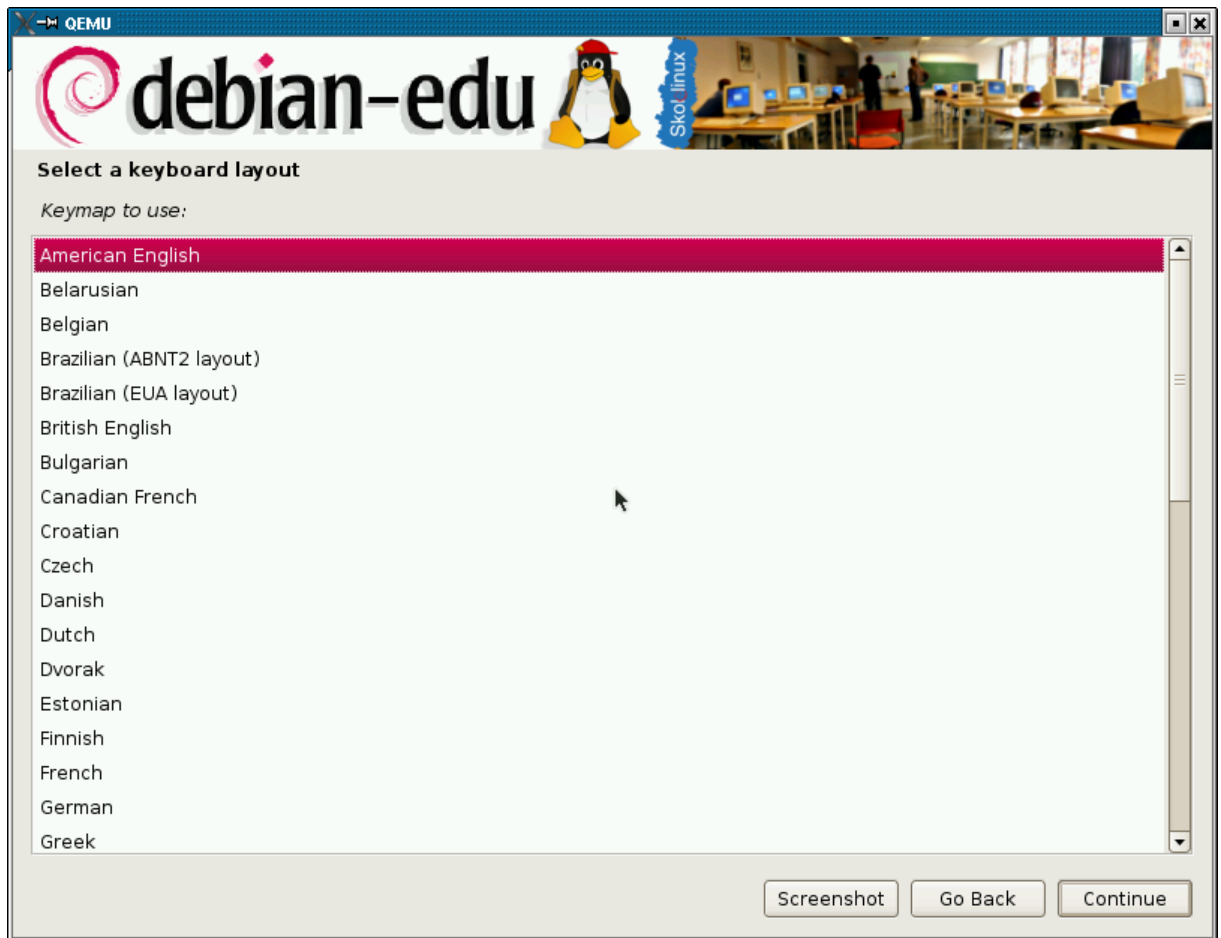 QEMU
debian-edu
Skolelinux
Select a keyboard layout
Keymap to use:
American English
Belarusian
Belgian
Brazilian (ABNT2 layout)
Brazilian (EUA layout)
British English
Bulgarian
Canadian French
Croatian
Czech
Danish
Dutch
Dvorak
Estonian
Finnish
French
German
Greek
Screenshot
Go Back
Continue